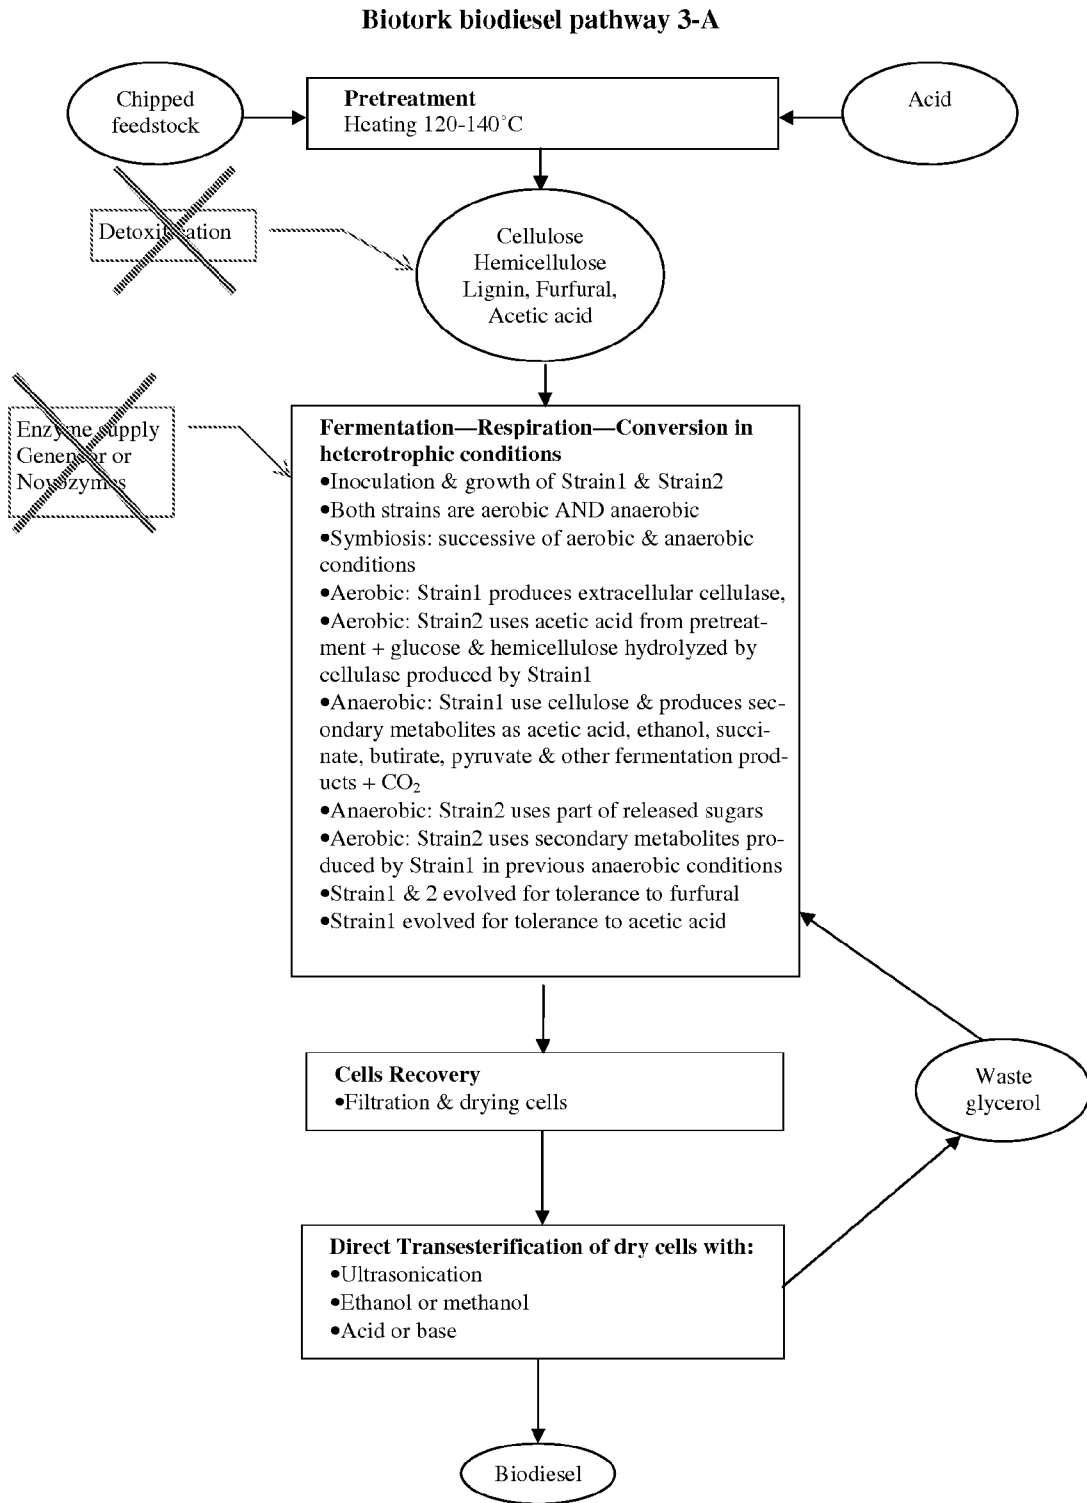 Biotork biodiesel pathway 3-A
Chipped
feedstock
Pretreatment
Heating 120-140°C
Acid
Detoxification
Cellulose
Hemicellulose
Lignin, Furfural,
Acetic acid
Enzyme supply
Genencor or
Novozymes
Fermentation—Respiration—Conversion in
heterotrophic conditions
•Inoculation & growth of Strain1 & Strain2
•Both strains are aerobic AND anaerobic
•Symbiosis: successive of aerobic & anaerobic
conditions
•Aerobic: Strain1 produces extracellular cellulase,
•Aerobic: Strain2 uses acetic acid from pretreat-
ment + glucose & hemicellulose hydrolyzed by
cellulase produced by Strain1
•Anaerobic: Strain1 use cellulose & produces sec-
ondary metabolites as acetic acid, ethanol, succi-
nate, butirate, pyruvate & other fermentation prod-
ucts + CO₂
•Anaerobic: Strain2 uses part of released sugars
•Aerobic: Strain2 uses secondary metabolites pro-
duced by Strain1 in previous anaerobic conditions
•Strain1 & 2 evolved for tolerance to furfural
•Strain1 evolved for tolerance to acetic acid
Cells Recovery
•Filtration & drying cells
Waste
glycerol
Direct Transesterification of dry cells with:
•Ultrasonication
•Ethanol or methanol
•Acid or base
Biodiesel